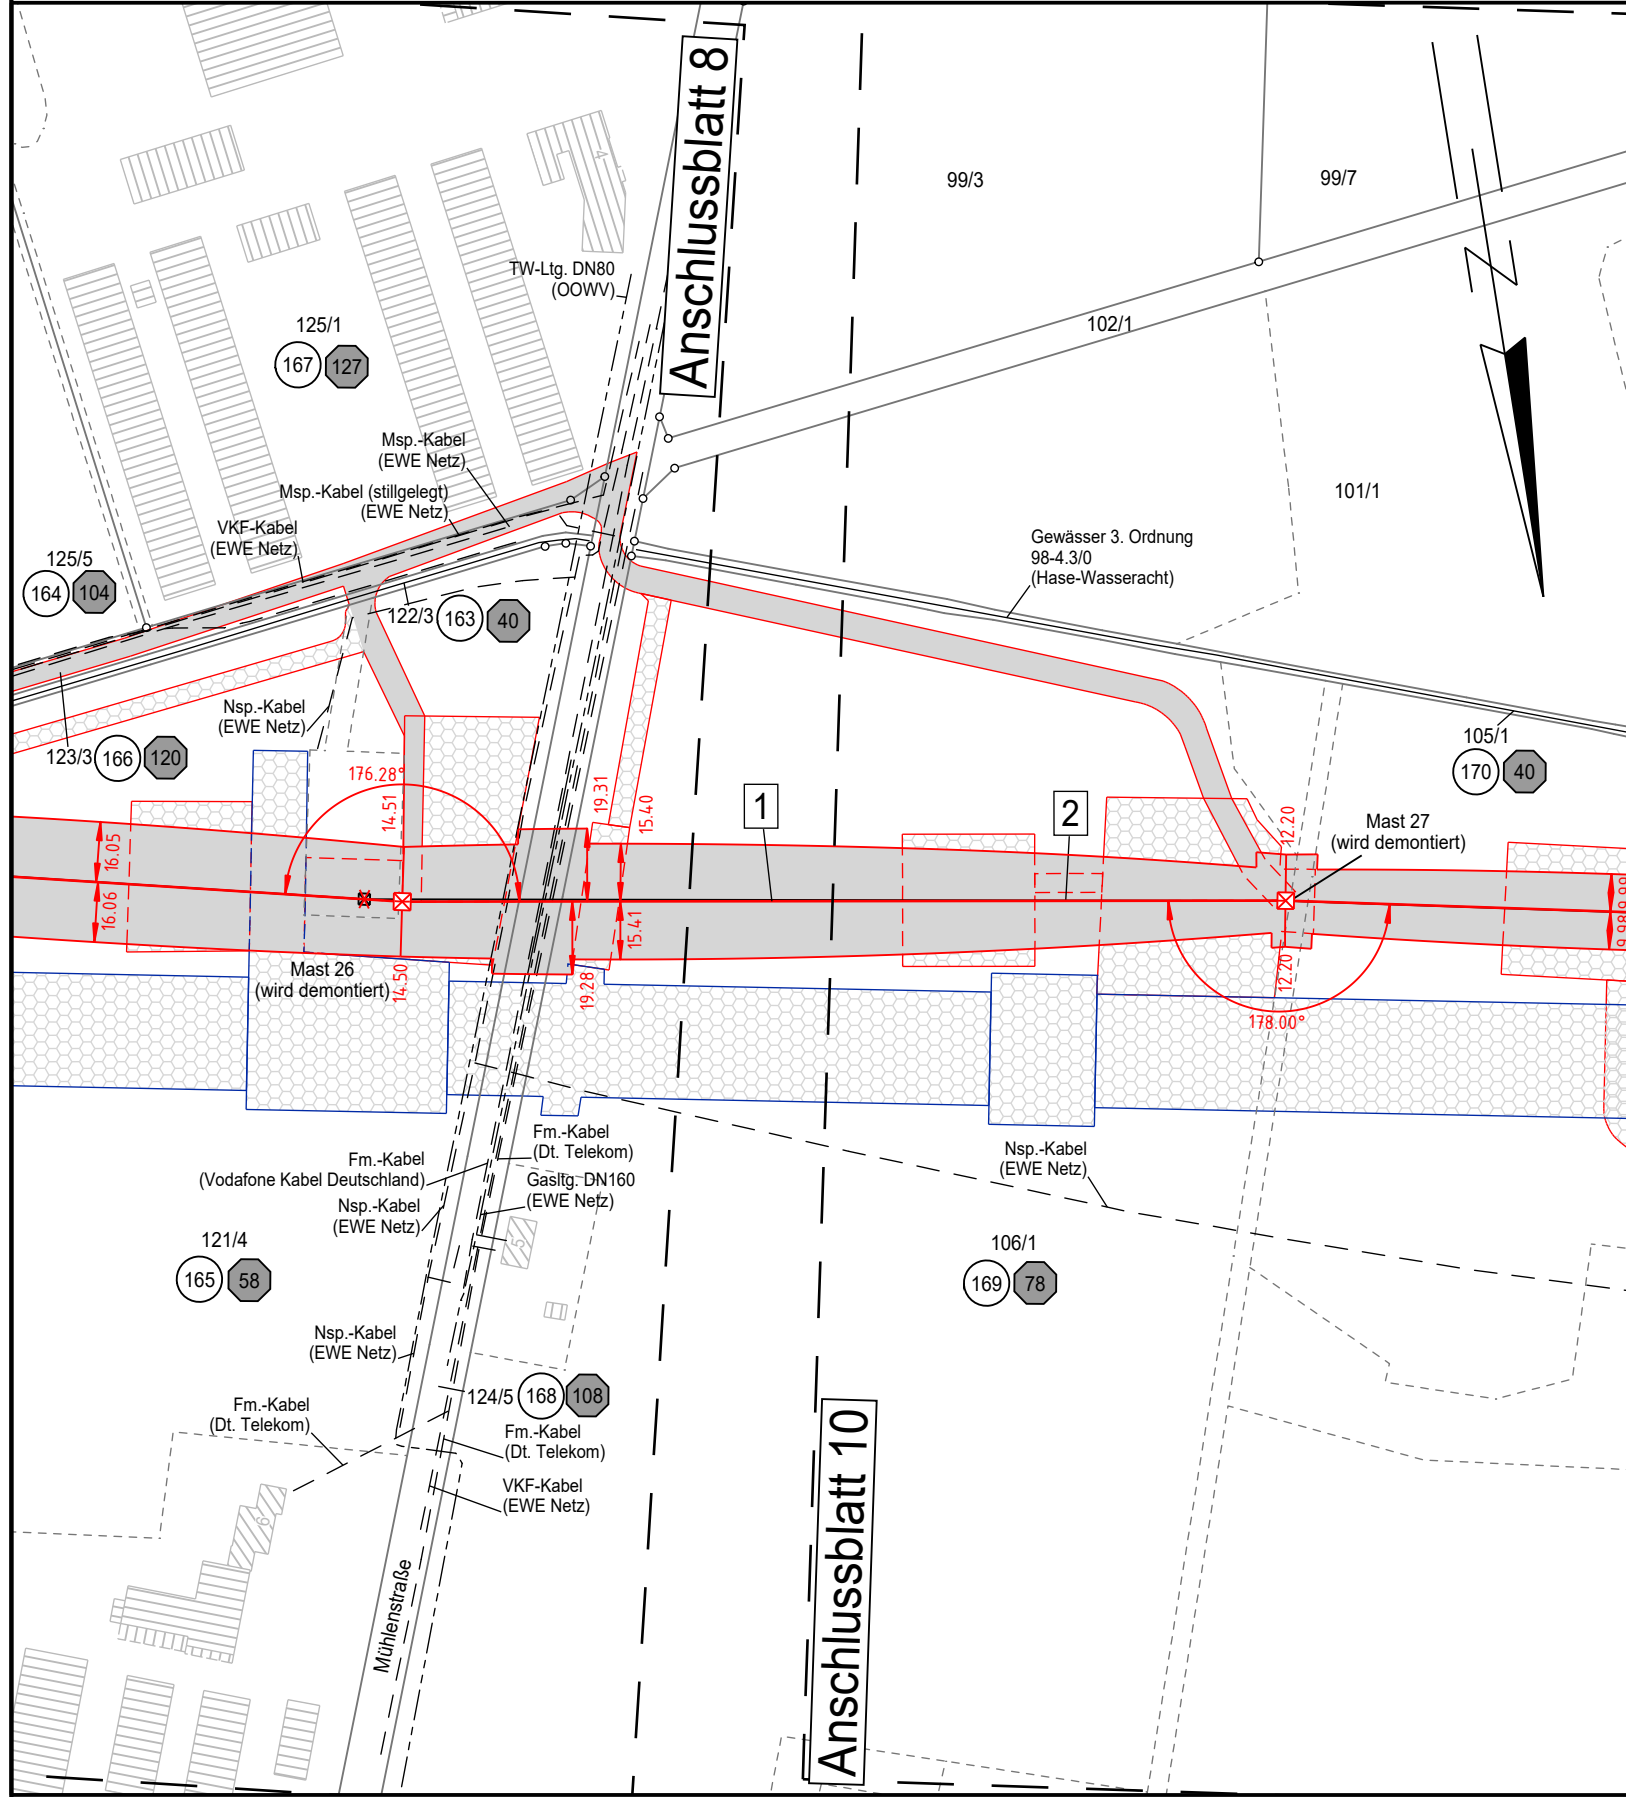 Anschlussblatt 8
99/3
99/7
4
TW-Ltg. DN80
(OOWV)
125/1
167
127
102/1
Msp.-Kabel
(EWE Netz)
Msp.-Kabel (stillgelegt)
(EWE Netz)
VKF-Kabel
(EWE Netz)
101/1
Gewässer 3. Ordnung
98-4.3/0
(Hase-Wasseracht)
125/5
164
104
122/3
163
40
Nsp.-Kabel
(EWE Netz)
123/3
166
120
105/1
170
40
176.28°
14.51
19.31
15.40
1
2
12.20
Mast 27
(wird demontiert)
16.05
16.06
15.41
9.99
9.98
Mast 26
(wird demontiert)
14.50
19.28
12.20
178.00°
Fm.-Kabel
(Dt. Telekom)
Fm.-Kabel
(Vodafone Kabel Deutschland)
Gasltg. DN160
(EWE Netz)
Nsp.-Kabel
(EWE Netz)
Nsp.-Kabel
(EWE Netz)
5
121/4
165
58
106/1
169
78
Nsp.-Kabel
(EWE Netz)
124/5
168
108
Fm.-Kabel
(Dt. Telekom)
Fm.-Kabel
(Dt. Telekom)
VKF-Kabel
(EWE Netz)
6
Mühlenstraße
Anschlussblatt 10